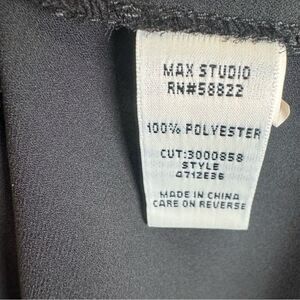 MAX STUDIO
RN#58822
100% POLYESTER
CUT:3000858
STYLE
4712E36
MADE IN CHINA
CARE ON REVERSE